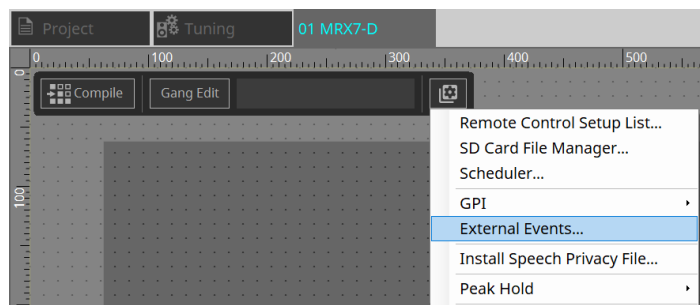 Project
Tuning
01 MRX7-D
0 100 200 300 400 500
0
Compile
Gang Edit
100
Remote Control Setup List...
SD Card File Manager...
Scheduler...
GPI
External Events...
Install Speech Privacy File...
Peak Hold